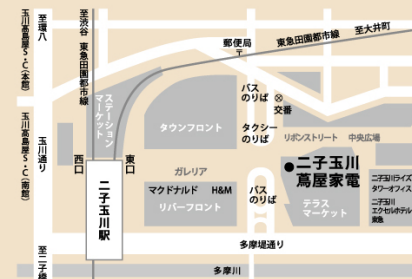 至環八
玉川髙島屋S・C(本館)
玉川髙島屋S・C(南館)
玉川通り
至二子橋
至渋谷 東急田園都市線
郵便局
東急田園都市線
至大井町
ステーション
マーケット
バス
のりば
交番
タウンフロント
タクシー
のりば
リボンストリート
中央広場
西口
東口
二子玉川駅
ガレリア
マクドナルド
H&M
リバーフロント
バス
のりば
二子玉川
蔦屋家電
テラス
マーケット
二子玉川ライズ
タワーオフィス
二子玉川
エクセルホテル
東急
多摩堤通り
多摩川